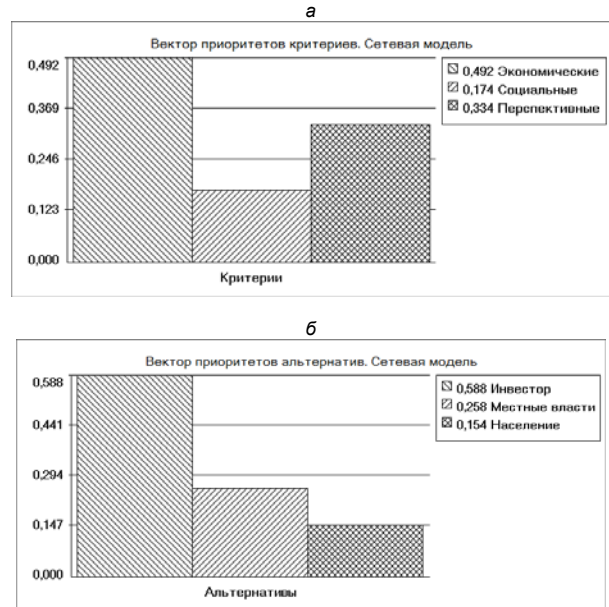 а
Вектор приоритетов критериев. Сетевая модель
0,492
0,369
0,246
0,123
0,000
Критерии
0,492 Экономические
0,174 Социальные
0,334 Перспективные
б
Вектор приоритетов альтернатив. Сетевая модель
0,588
0,441
0,294
0,147
0,000
Альтернативы
0,588 Инвестор
0,258 Местные власти
0,154 Население